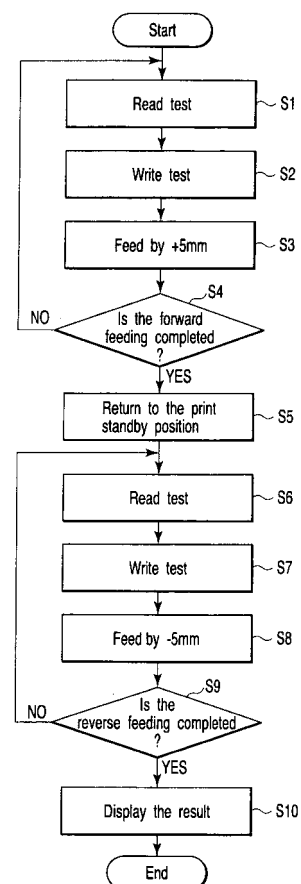 Start
Read test
S1
Write test
S2
Feed by +5mm
S3
S4
NO
Is the forward
feeding completed
?
YES
Return to the print
standby position
S5
Read test
S6
Write test
S7
Feed by -5mm
S8
S9
NO
Is the
reverse feeding completed
?
YES
Display the result
S10
End